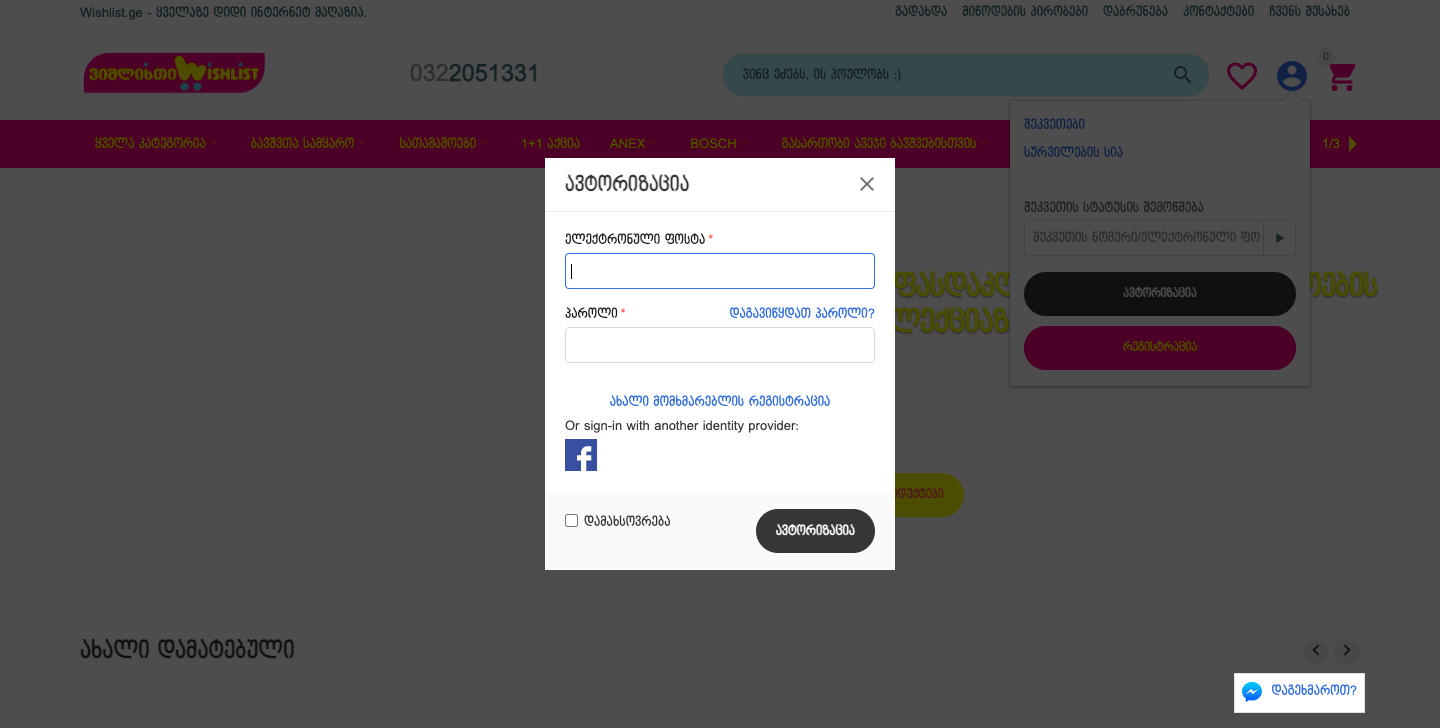 Wishlist.ge - ყველაზე დიდი ინტერნეტ მაღაზია.
გადახდა მიწოდების პირობები დაბრუნება კონტაქტები ჩვენს შესახებ
ვიშლისთი WISHLIST
0322051331
ვინც ეძებს, ის პოულობს :)
0
ყველა კატეგორია ბავშვთა სამყარო სათამაშოები 1+1 აქცია ANEX BOSCH გასართობი ავეჯი ბავშვებისთვის 1/3
შეკვეთები
სურვილების სია
შეკვეთის სტატუსის შემოწმება
შეკვეთის ნომერი/ელექტრონული ფო
ავტორიზაცია
რეგისტრაცია
ავტორიზაცია
ელექტრონული ფოსტა *
პაროლი * დაგავიწყდათ პაროლი?
ახალი მომხმარებლის რეგისტრაცია
Or sign-in with another identity provider:
დამახსოვრება
ავტორიზაცია
ახალი დამატებული
დაგეხმაროთ?